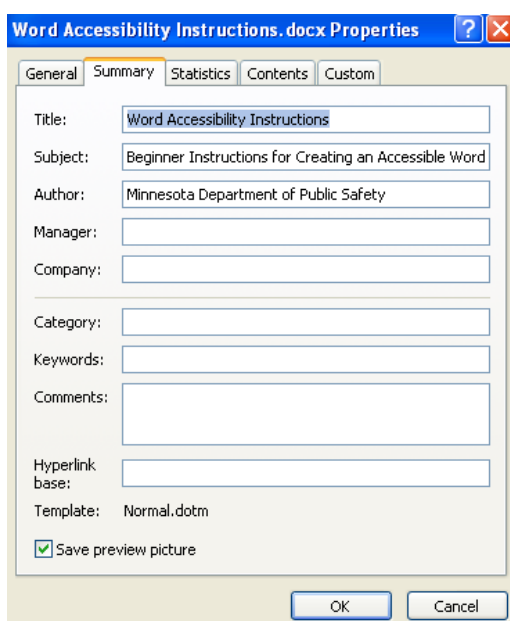 Word Accessibility Instructions.docx Properties ? X
General Summary Statistics Contents Custom
Title: Word Accessibility Instructions
Subject: Beginner Instructions for Creating an Accessible Word
Author: Minnesota Department of Public Safety
Manager:
Company:
Category:
Keywords:
Comments:
Hyperlink
base:
Template: Normal.dotm
Save preview picture
OK Cancel